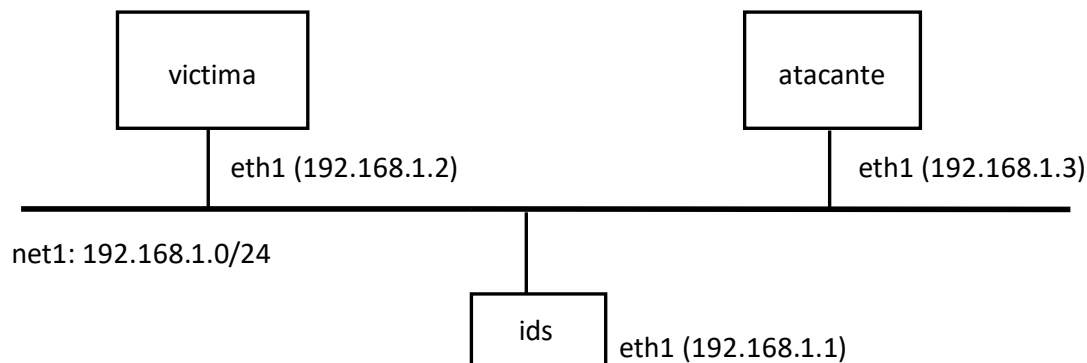 victima
atacante
eth1 (192.168.1.2)
eth1 (192.168.1.3)
net1: 192.168.1.0/24
ids
eth1 (192.168.1.1)